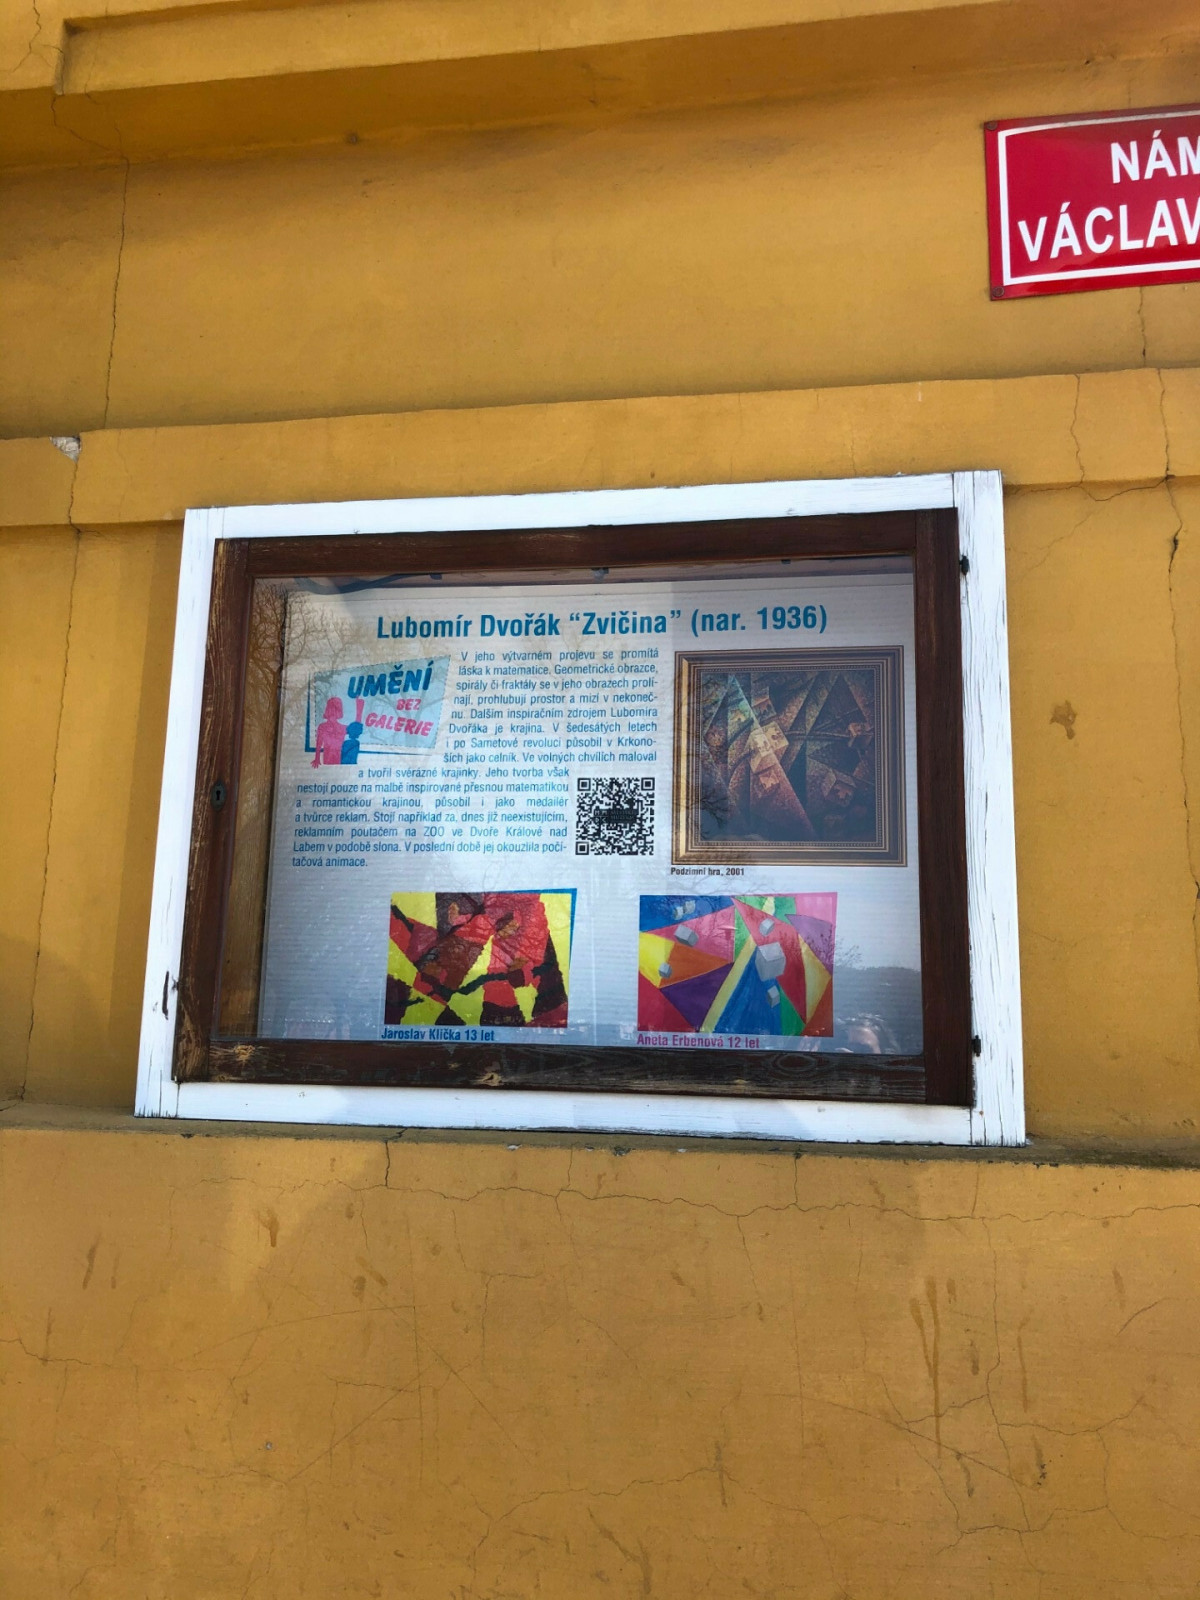 NÁM
VÁCLAV
Lubomír Dvořák “Zvičina” (nar. 1936)
UMĚNÍ
BEZ
GALERIE
V jeho výtvarném projevu se promítá
láska k matematice. Geometrické obrazce,
spirály či fraktály se v jeho obrazech prolí-
nají, prohlubují prostor a mizí v nekoneč-
nu. Dalším inspiračním zdrojem Lubomíra
Dvořáka je krajina. V šedesátých letech
i po Sametové revoluci působil v Krkono-
ších jako celník. Ve volných chvílích maloval
a tvořil svérázné krajinky. Jeho tvorba však
nestojí pouze na malbě inspirované přesnou matematikou
a romantickou krajinou, působil i jako medailér
a tvůrce reklam. Stojí například za, dnes již neexistujícím,
reklamním poutačem na ZOO ve Dvoře Králové nad
Labem v podobě slona. V poslední době jej okouzlila počí-
tačová animace.
Podzimní hra, 2001
Jaroslav Klička 13 let
Aneta Erbenová 12 let